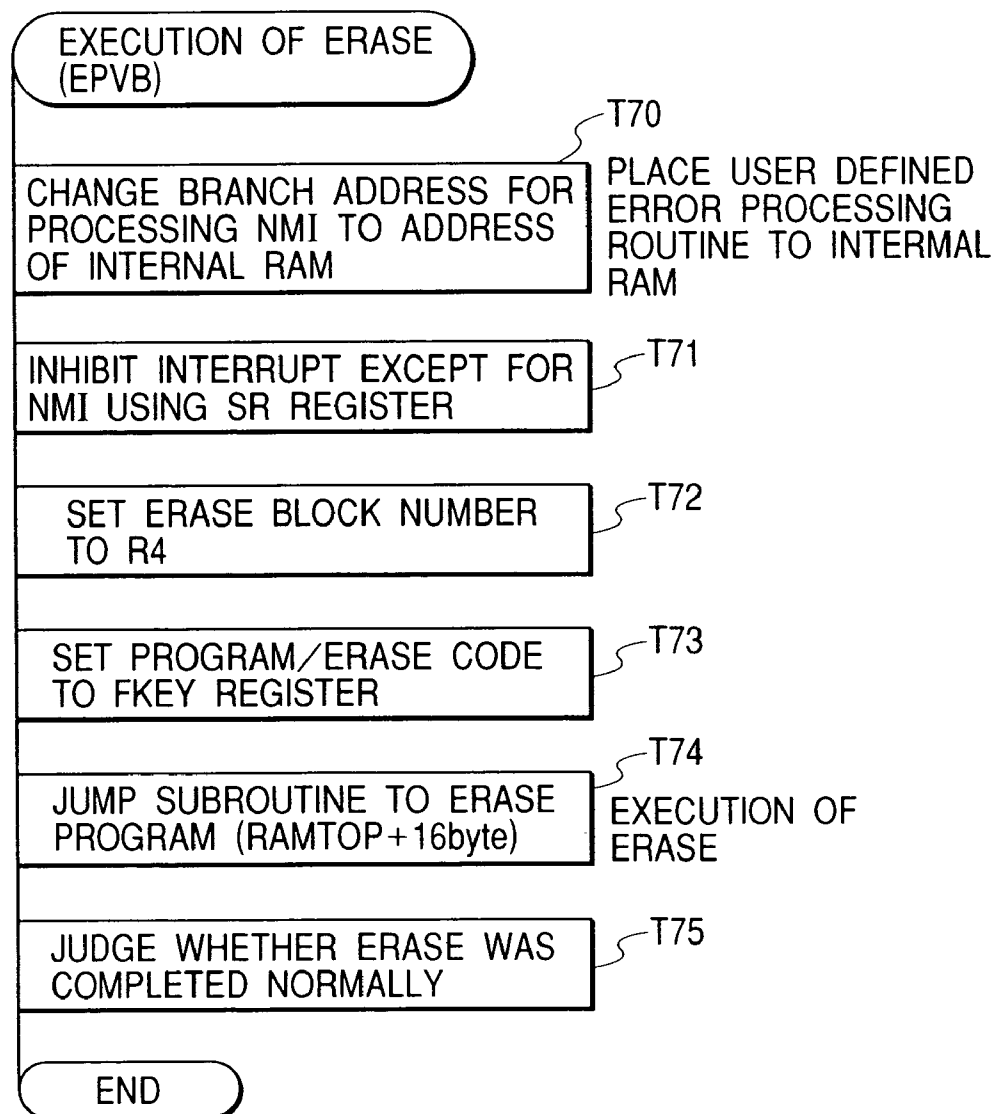 EXECUTION OF ERASE
(EPVB)
T70
CHANGE BRANCH ADDRESS FOR
PROCESSING NMI TO ADDRESS
OF INTERNAL RAM
PLACE USER DEFINED
ERROR PROCESSING
ROUTINE TO INTERMAL
RAM
T71
INHIBIT INTERRUPT EXCEPT FOR
NMI USING SR REGISTER
T72
SET ERASE BLOCK NUMBER
TO R4
T73
SET PROGRAM/ERASE CODE
TO FKEY REGISTER
T74
JUMP SUBROUTINE TO ERASE
PROGRAM (RAMTOP+16byte)
EXECUTION OF
ERASE
T75
JUDGE WHETHER ERASE WAS
COMPLETED NORMALLY
END